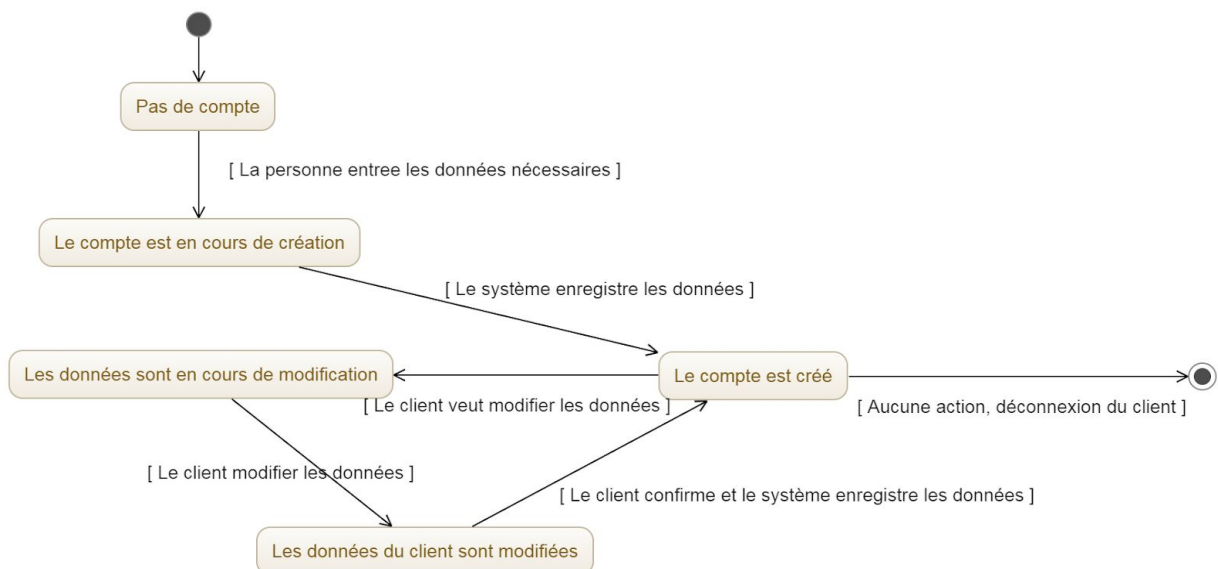 Pas de compte
[ La personne entree les données nécessaires ]
Le compte est en cours de création
[ Le système enregistre les données ]
Les données sont en cours de modification
Le compte est créé
[ Le client veut modifier les données ]
[ Aucune action, déconnexion du client ]
[ Le client modifier les données ]
[ Le client confirme et le système enregistre les données ]
Les données du client sont modifiées